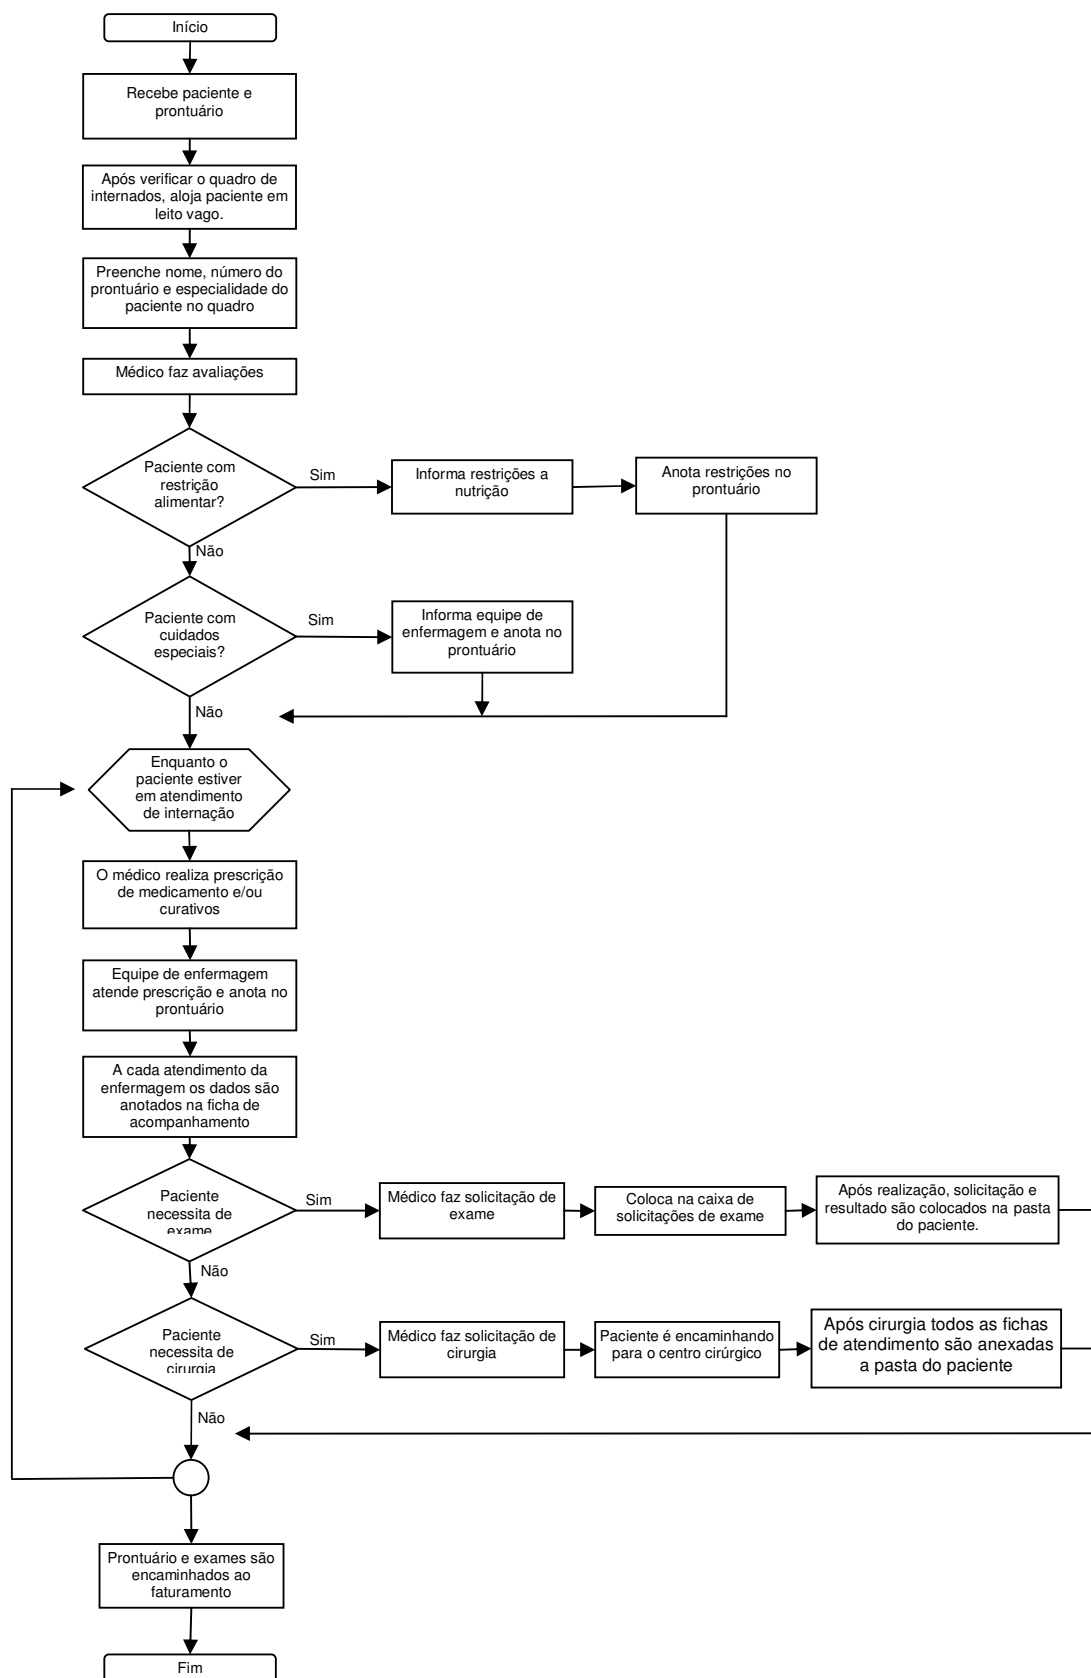 Início
Recebe paciente e
prontuário
Após verificar o quadro de
internados, aloja paciente em
leito vago.
Preenche nome, número do
prontuário e especialidade do
paciente no quadro
Médico faz avaliações
Paciente com
restrição
alimentar?
Sim
Informa restrições a
nutrição
Anota restrições no
prontuário
Não
Paciente com
cuidados
especiais?
Sim
Informa equipe de
enfermagem e anota no
prontuário
Não
Enquanto o
paciente estiver
em atendimento
de internação
O médico realiza prescrição
de medicamento e/ou
curativos
Equipe de enfermagem
atende prescrição e anota no
prontuário
A cada atendimento da
enfermagem os dados são
anotados na ficha de
acompanhamento
Paciente
necessita de
exame
Sim
Médico faz solicitação de
exame
Coloca na caixa de
solicitações de exame
Após realização, solicitação e
resultado são colocados na pasta
do paciente.
Não
Paciente
necessita de
cirurgia
Sim
Médico faz solicitação de
cirurgia
Paciente é encaminhando
para o centro cirúrgico
Após cirurgia todos as fichas
de atendimento são anexadas
a pasta do paciente
Não
Prontuário e exames são
encaminhados ao
faturamento
Fim